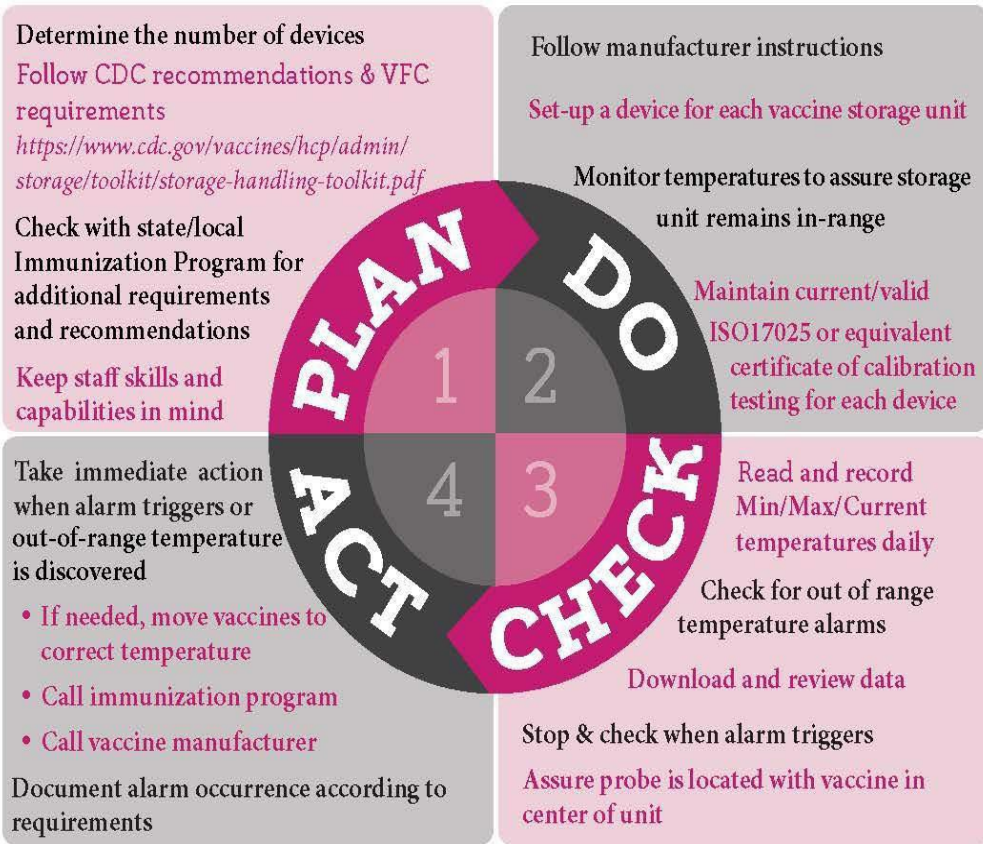 Determine the number of devices
Follow CDC recommendations & VFC
requirements
https://www.cdc.gov/vaccines/hcp/admin/
storage/toolkit/storage-handling-toolkit.pdf
Check with state/local
Immunization Program for
additional requirements
and recommendations
Keep staff skills and
capabilities in mind
PLAN
1
Follow manufacturer instructions
Set-up a device for each vaccine storage unit
Monitor temperatures to assure storage
unit remains in-range
Maintain current/valid
ISO17025 or equivalent
certificate of calibration
testing for each device
DO
2
Read and record
Min/Max/Current
temperatures daily
Check for out of range
temperature alarms
Download and review data
Stop & check when alarm triggers
Assure probe is located with vaccine in
center of unit
CHECK
3
Take immediate action
when alarm triggers or
out-of-range temperature
is discovered
• If needed, move vaccines to
correct temperature
• Call immunization program
• Call vaccine manufacturer
Document alarm occurrence according to
requirements
ACT
4